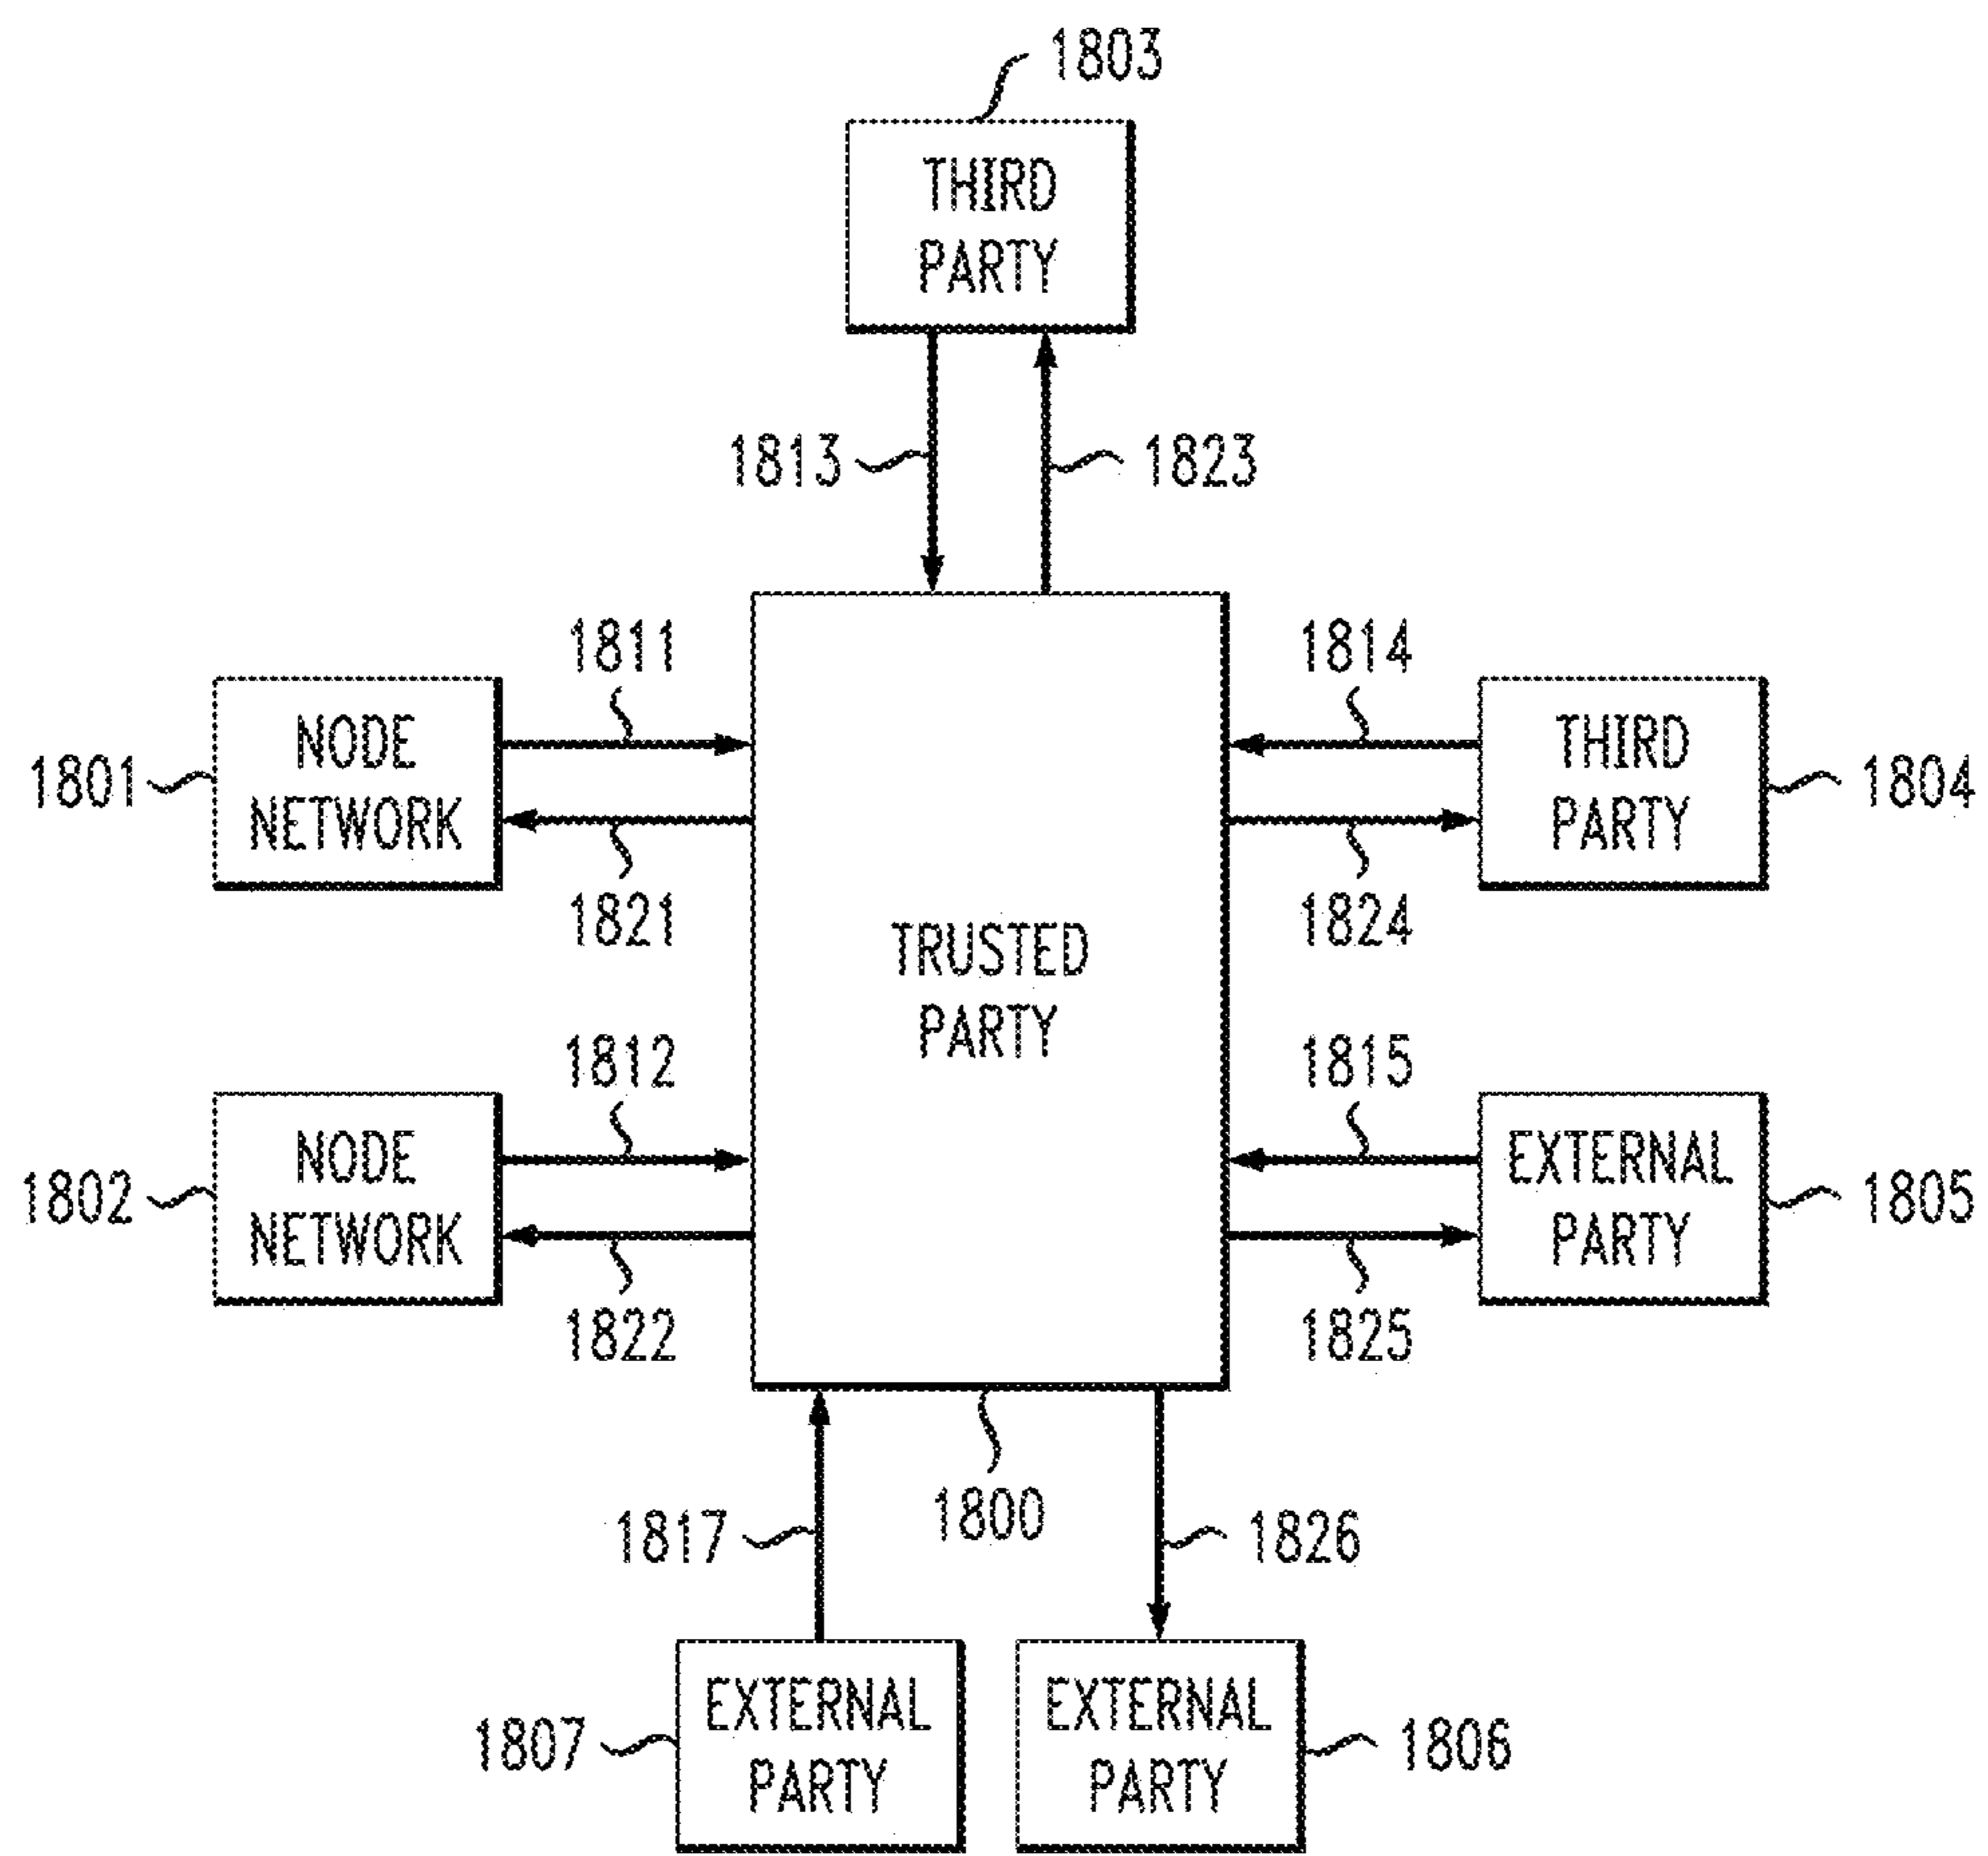 1803
THIRD
PARTY
1813
1823
1811
1814
1801
NODE
NETWORK
THIRD
PARTY
1804
1821
1824
TRUSTED
PARTY
1812
1815
1802
NODE
NETWORK
EXTERNAL
PARTY
1805
1822
1825
1817
1800
1826
1807
EXTERNAL
PARTY
EXTERNAL
PARTY
1806